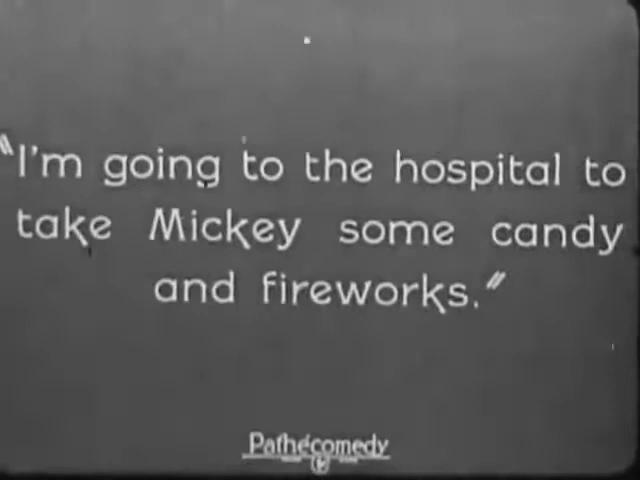 "I'm going to the hospital to
take Mickey some candy
and fireworks."
Pathécomedy